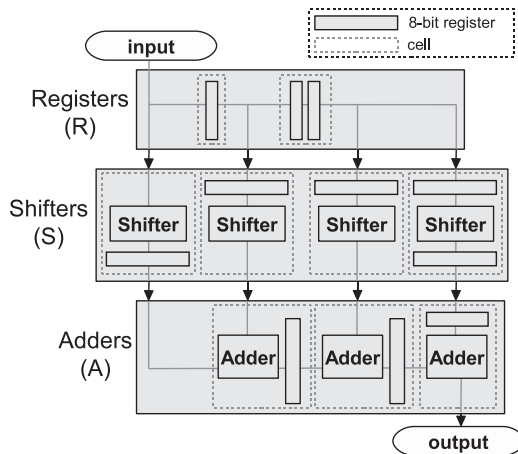 input
8-bit register
cell
Registers
(R)
Shifters
(S)
Shifter
Shifter
Shifter
Shifter
Adders
(A)
Adder
Adder
Adder
output